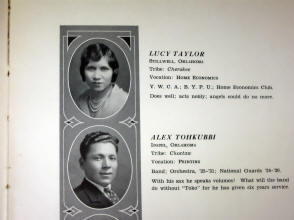 LUCY TAYLOR
STILLWELL, OKLAHOMA
Tribe: Cherokee
Vocation: HOME ECONOMICS
Y. W. C. A.; B. Y. P. U.; Home Economics Club.
Does well; acts nobly; angels could do no more.
ALEX TOHKUBBI
IDABEL, OKLAHOMA
Tribe: Choctaw
Vocation: PRINTING
Band; Orchestra, '25-'31; National Guards '28-'30.
With his sax he speaks volumes! What will the band
do without "Toke" for he has given six years service.